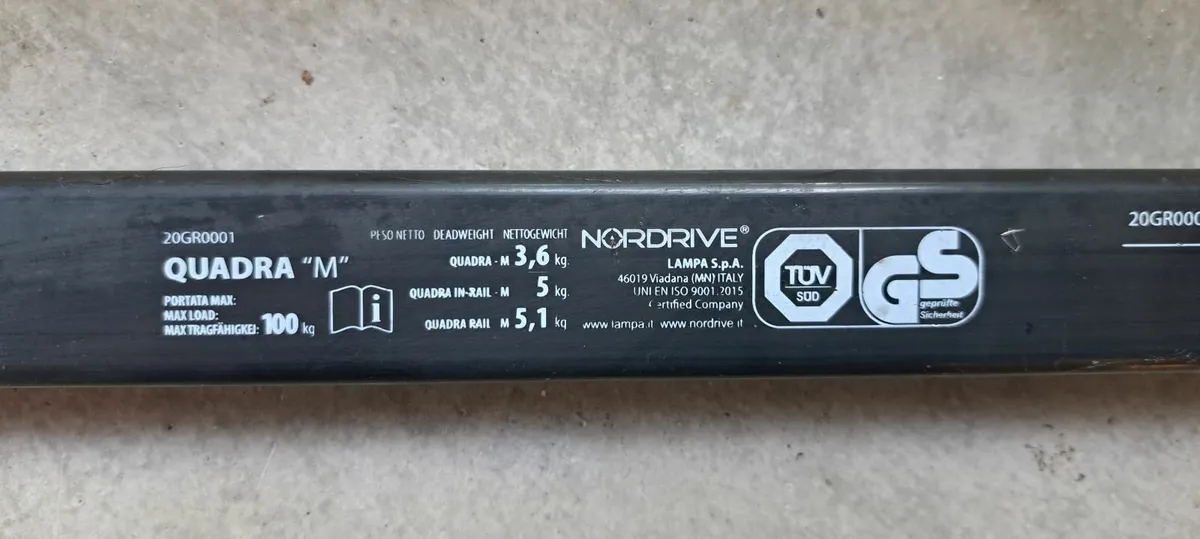 20GR0001
QUADRA "M"
PORTATA MAX:
MAX LOAD:
MAX TRAGFÄHIGKEI: 100 kg
i
PESO NETTO DEADWEIGHT NETTOGEWICHT
QUADRA - M 3,6 kg.
QUADRA IN-RAIL - M 5 kg.
QUADRA RAIL M 5,1 kg
NORDRIVE®
LAMPA S.p.A.
46019 Viadana (MN) ITALY
UNI EN ISO 9001:2015
Certified Company
www.lampa.it www.nordrive.it
TÜV
SÜD
GS
geprüfte
Sicherheit
20GR000